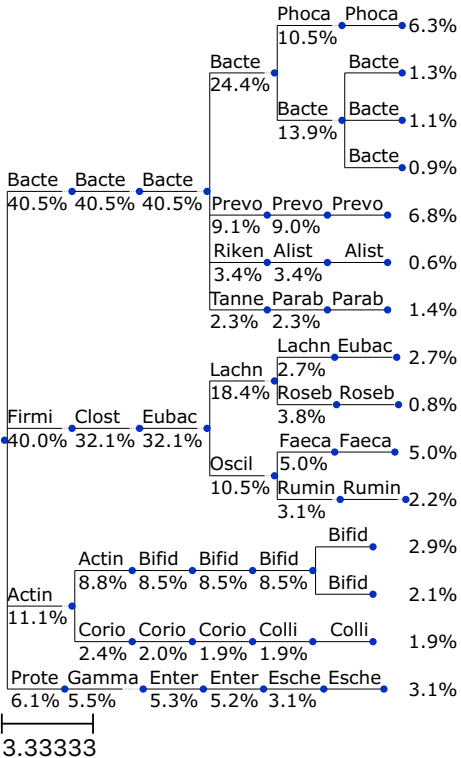 Phoca Phoca
10.5% 6.3%
Bacte Bacte
24.4% 1.3%
Bacte Bacte
13.9% 1.1%
Bacte
0.9%
Bacte Bacte Bacte
40.5% 40.5% 40.5%
Prevo Prevo Prevo
9.1% 9.0% 6.8%
Riken Alist Alist
3.4% 3.4% 0.6%
Tanne Parab Parab
2.3% 2.3% 1.4%
Lachn Eubac
2.7% 2.7%
Lachn
18.4%
Roseb Roseb
3.8% 0.8%
Firmi Clost Eubac
40.0% 32.1% 32.1%
Faeca Faeca
5.0% 5.0%
Oscil
10.5%
Rumin Rumin
3.1% 2.2%
Bifid
2.9%
Actin Bifid Bifid Bifid
8.8% 8.5% 8.5% 8.5%
Bifid
2.1%
Actin
11.1%
Corio Corio Corio Colli Colli
2.4% 2.0% 1.9% 1.9% 1.9%
Prote Gamma Enter Enter Esche Esche
6.1% 5.5% 5.3% 5.2% 3.1% 3.1%
3.33333